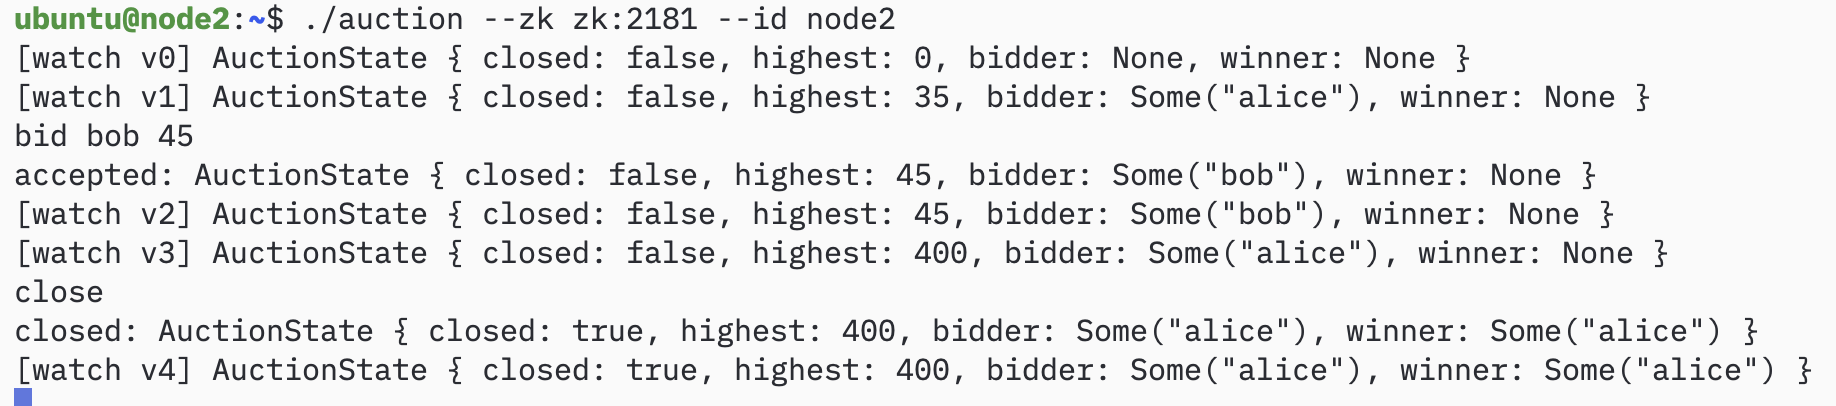 ubuntu@node2:~$ ./auction --zk zk:2181 --id node2
[watch v0] AuctionState { closed: false, highest: 0, bidder: None, winner: None }
[watch v1] AuctionState { closed: false, highest: 35, bidder: Some("alice"), winner: None }
bid bob 45
accepted: AuctionState { closed: false, highest: 45, bidder: Some("bob"), winner: None }
[watch v2] AuctionState { closed: false, highest: 45, bidder: Some("bob"), winner: None }
[watch v3] AuctionState { closed: false, highest: 400, bidder: Some("alice"), winner: None }
close
closed: AuctionState { closed: true, highest: 400, bidder: Some("alice"), winner: Some("alice") }
[watch v4] AuctionState { closed: true, highest: 400, bidder: Some("alice"), winner: Some("alice") }